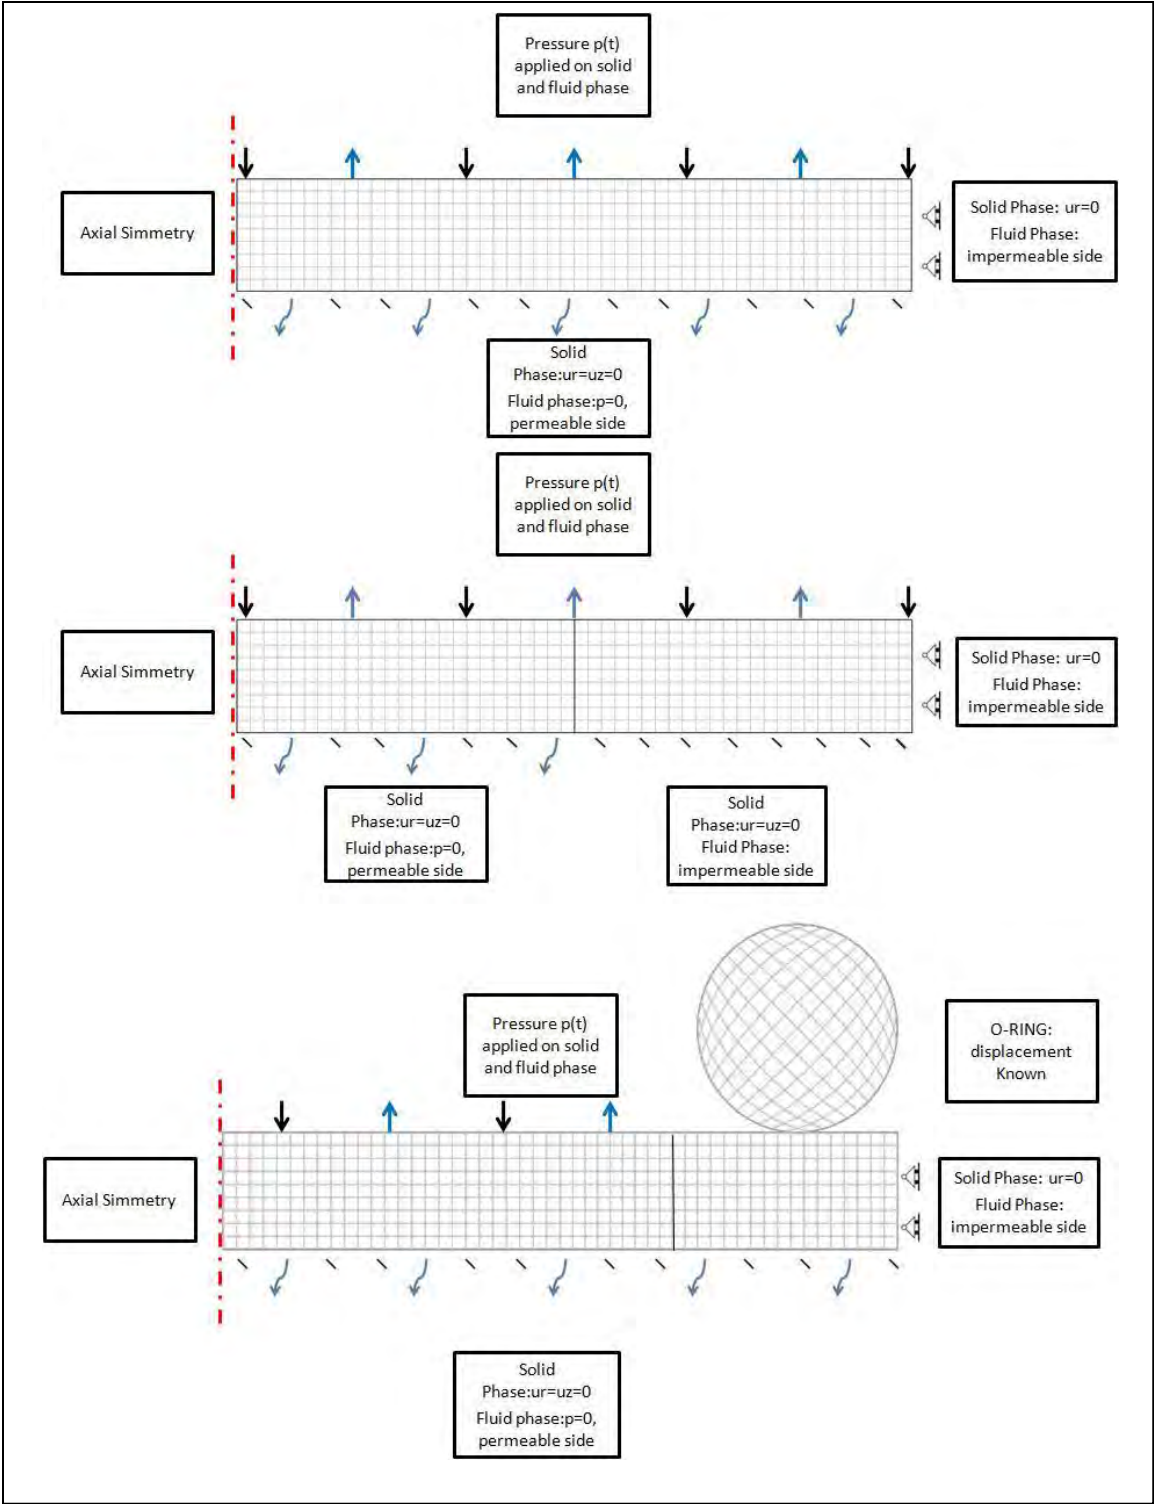 Pressure p(t)
applied on solid
and fluid phase
Axial Simmetry
Solid Phase: ur=0
Fluid Phase:
impermeable side
Solid
Phase:ur=uz=0
Fluid phase:p=0,
permeable side
Pressure p(t)
applied on solid
and fluid phase
Axial Simmetry
Solid Phase: ur=0
Fluid Phase:
impermeable side
Solid
Phase:ur=uz=0
Fluid phase:p=0,
permeable side
Solid
Phase:ur=uz=0
Fluid Phase:
impermeable side
Pressure p(t)
applied on solid
and fluid phase
O-RING:
displacement
Known
Axial Simmetry
Solid Phase: ur=0
Fluid Phase:
impermeable side
Solid
Phase:ur=uz=0
Fluid phase:p=0,
permeable side